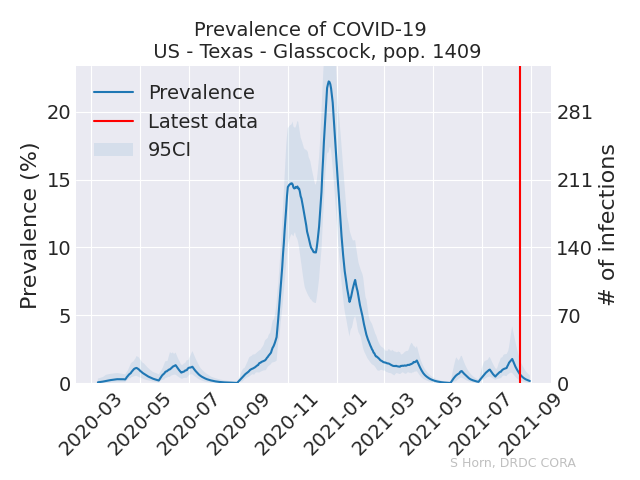 Prevalence of COVID-19
US - Texas - Glasscock, pop. 1409
Prevalence
Latest data
95CI
Prevalence (%)
20
15
10
5
0
281
211
140
70
0
# of infections
2020-03
2020-05
2020-07
2020-09
2020-11
2021-01
2021-03
2021-05
2021-07
2021-09
S Horn, DRDC CORA